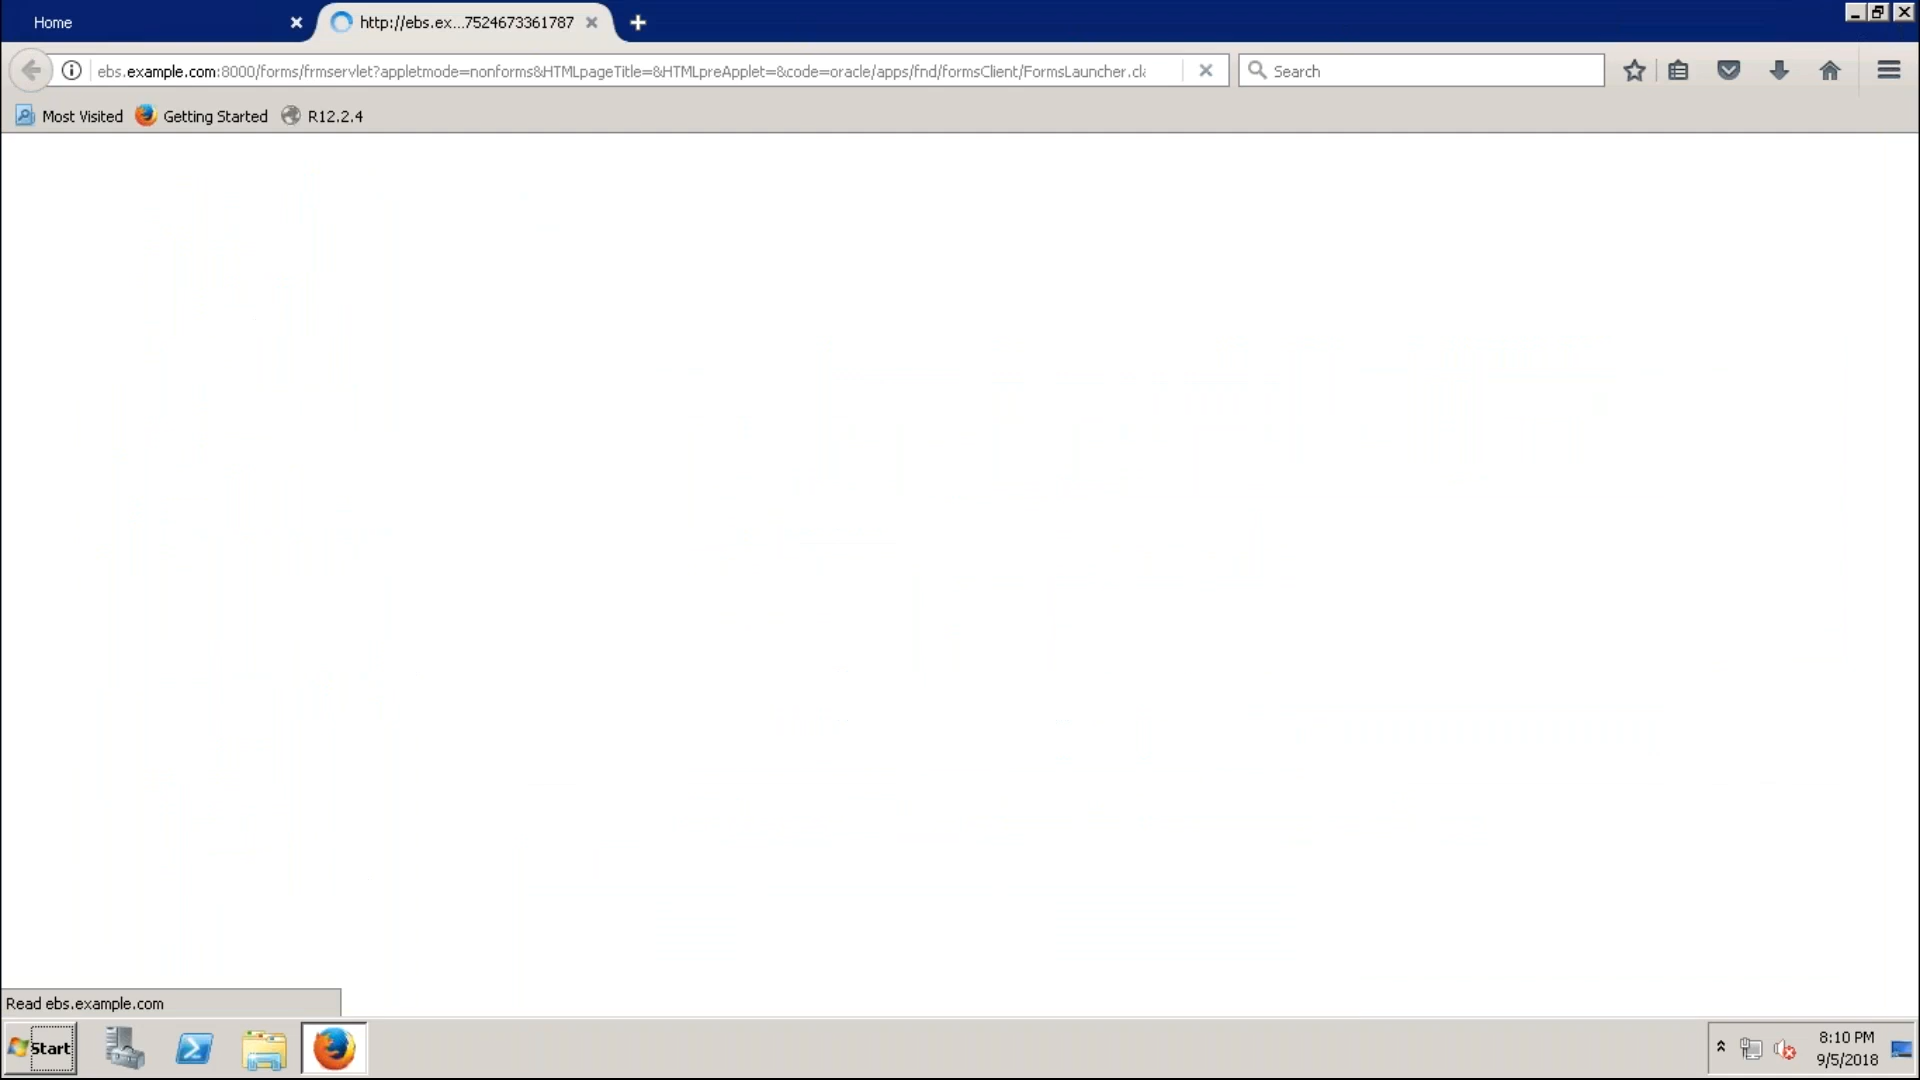 Home
http://ebs.ex...7524673361787
ebs.example.com:8000/forms/frmservlet?appletmode=nonforms&HTMLpageTitle=&HTMLpreApplet=&code=oracle/apps/fnd/formsClient/FormsLauncher.cl
Search
Most Visited
Getting Started
R12.2.4
Read ebs.example.com
Start
8:10 PM
9/5/2018